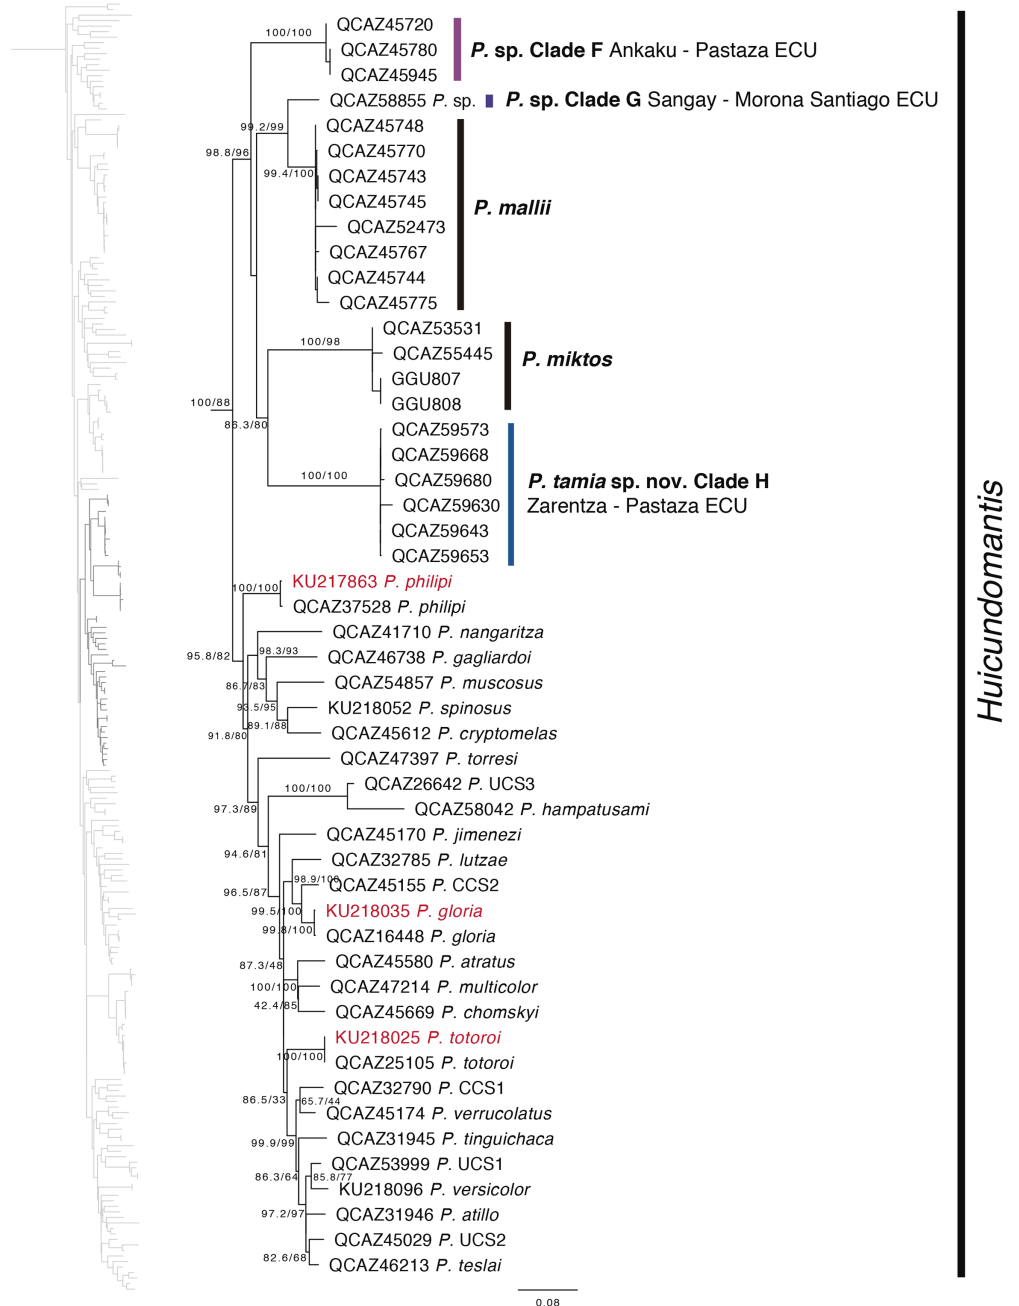 QCAZ45720
100/100
QCAZ45780
P. sp. Clade F Ankaku - Pastaza ECU
QCAZ45945
QCAZ58855 P. sp.
P. sp. Clade G Sangay - Morona Santiago ECU
99.2/99
QCAZ45748
98.8/96
QCAZ45770
99.4/100
QCAZ45743
QCAZ45745
P. mallii
QCAZ52473
QCAZ45767
QCAZ45744
QCAZ45775
QCAZ53531
100/98
QCAZ55445
P. miktos
GGU807
100/88
GGU808
86.3/80
QCAZ59573
QCAZ59668
100/100
QCAZ59680
P. tamia sp. nov. Clade H
Zarentza - Pastaza ECU
QCAZ59630
QCAZ59643
QCAZ59653
Huicundomantis
100/100
KU217863 P. philipi
QCAZ37528 P. philipi
QCAZ41710 P. nangaritza
95.8/82
98.3/93
QCAZ46738 P. gagliardoi
86.7/83
QCAZ54857 P. muscosus
93.5/95
KU218052 P. spinosus
89.1/88
QCAZ45612 P. cryptomelas
91.8/80
QCAZ47397 P. torresi
100/100
QCAZ26642 P. UCS3
97.3/89
QCAZ58042 P. hampatusami
QCAZ45170 P. jimenezi
94.6/81
QCAZ32785 P. lutzae
98.9/100
QCAZ45155 P. CCS2
96.5/87
99.5/100
KU218035 P. gloria
99.8/100
QCAZ16448 P. gloria
87.3/48
QCAZ45580 P. atratus
100/100
QCAZ47214 P. multicolor
42.4/85
QCAZ45669 P. chomskyi
KU218025 P. totoroi
100/100
QCAZ25105 P. totoroi
QCAZ32790 P. CCS1
86.5/33
65.7/44
QCAZ45174 P. verrucolatus
99.9/99
QCAZ31945 P. tinguichaca
QCAZ53999 P. UCS1
86.3/64
85.8/77
KU218096 P. versicolor
97.2/97
QCAZ31946 P. atillo
QCAZ45029 P. UCS2
82.6/68
QCAZ46213 P. teslai
0.08